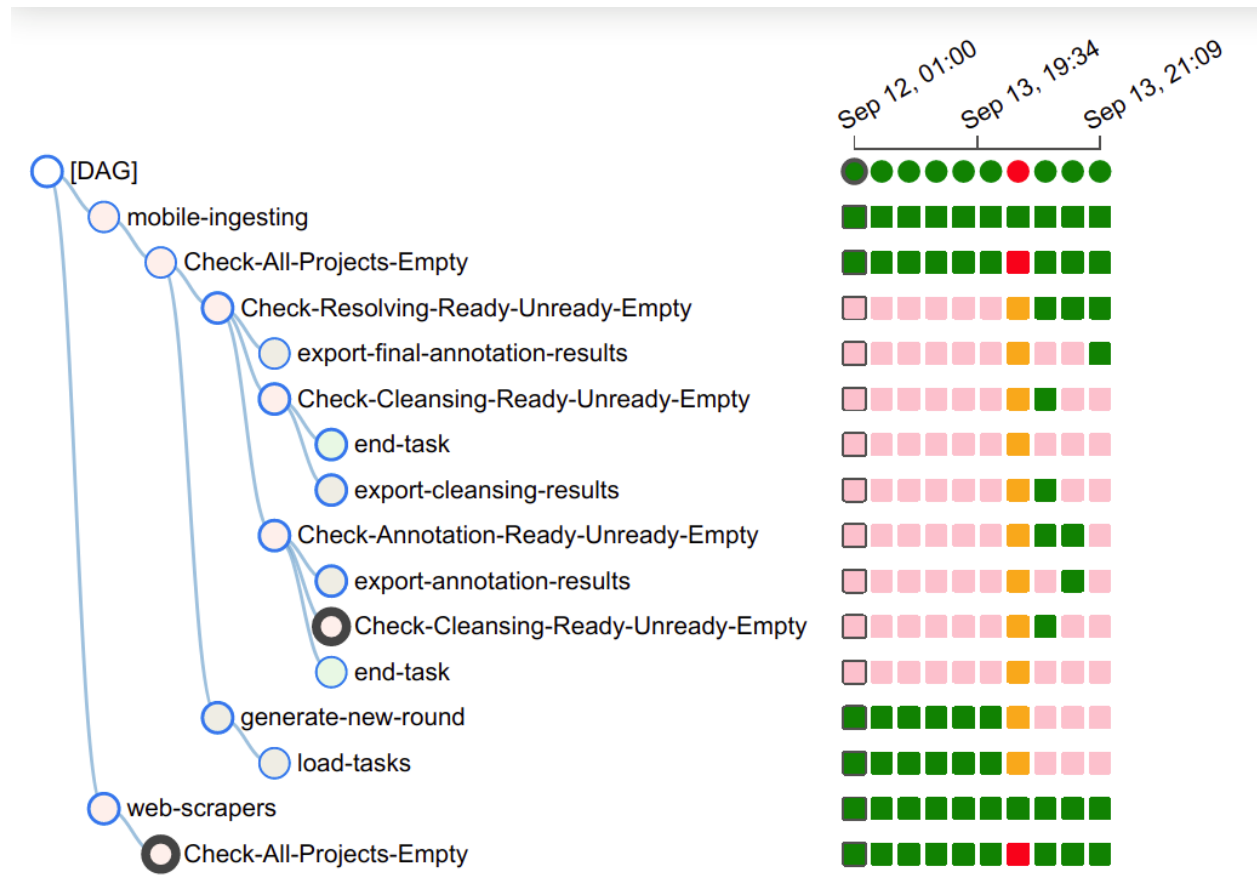 Sep 12, 01:00
Sep 13, 19:34
Sep 13, 21:09
[DAG]
mobile-ingesting
Check-All-Projects-Empty
Check-Resolving-Ready-Unready-Empty
export-final-annotation-results
Check-Cleansing-Ready-Unready-Empty
end-task
export-cleansing-results
Check-Annotation-Ready-Unready-Empty
export-annotation-results
Check-Cleansing-Ready-Unready-Empty
end-task
generate-new-round
load-tasks
web-scrapers
Check-All-Projects-Empty